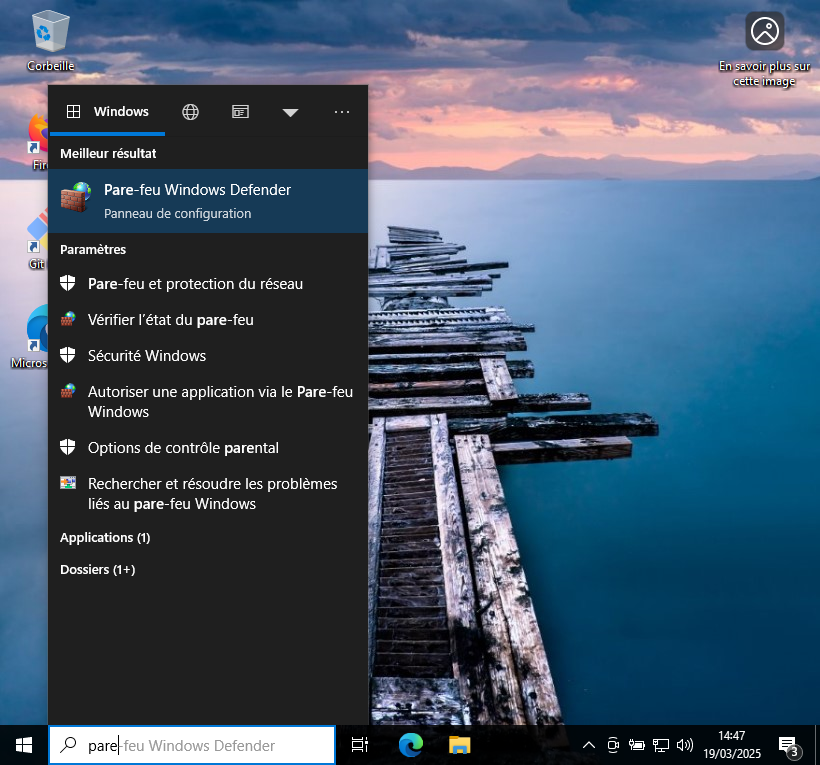 Corbeille
En savoir plus sur
cette image
Windows
Meilleur résultat
Pare-feu Windows Defender
Panneau de configuration
Paramètres
Pare-feu et protection du réseau
Vérifier l’état du pare-feu
Sécurité Windows
Autoriser une application via le Pare-feu
Windows
Options de contrôle parental
Rechercher et résoudre les problèmes
liés au pare-feu Windows
Applications (1)
Dossiers (1+)
Git
pare-feu Windows Defender
14:47
19/03/2025
3